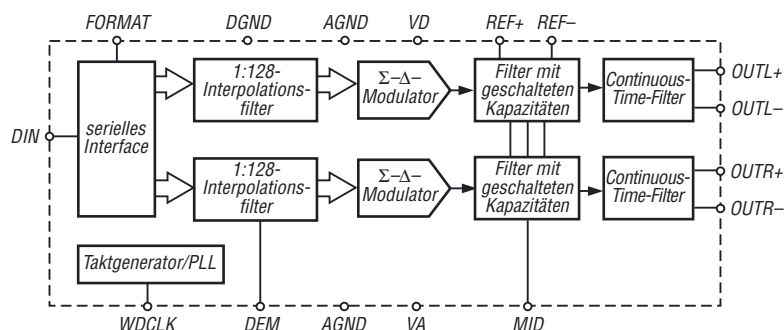 FORMAT DGND AGND VD REF+ REF–
1:128-
Interpolations-
filter
Σ–Δ–
Modulator
Filter mit
geschalteten
Kapazitäten
Continuous-
Time-Filter
OUTL+
OUTL–
DIN
serielles
Interface
1:128-
Interpolations-
filter
Σ–Δ–
Modulator
Filter mit
geschalteten
Kapazitäten
Continuous-
Time-Filter
OUTR+
OUTR–
Taktgenerator/PLL
WDCLK DEM AGND VA MID